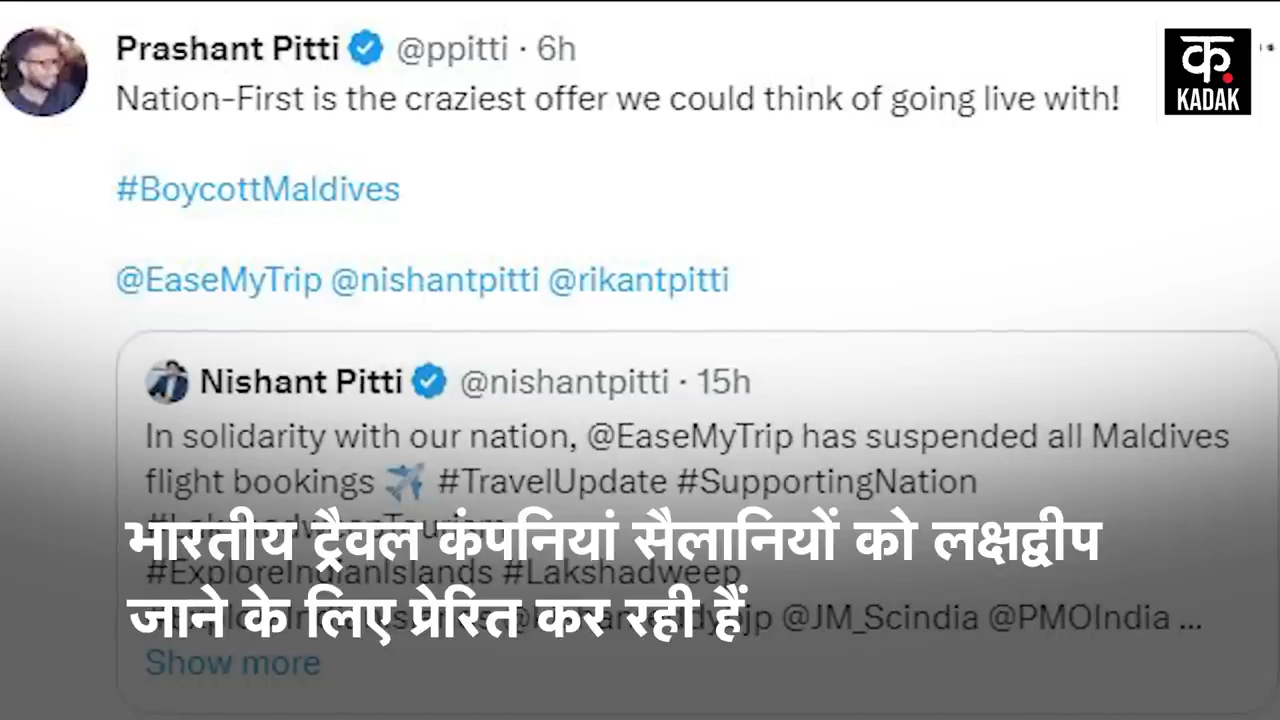 Prashant Pitti @ppitti · 6h
क.
KADAK
Nation-First is the craziest offer we could think of going live with!
#BoycottMaldives
@EaseMyTrip @nishantpitti @rikantpitti
Nishant Pitti @nishantpitti · 15h
In solidarity with our nation, @EaseMyTrip has suspended all Maldives
flight bookings ✈️ #TravelUpdate #SupportingNation
#LakshadweepTourism
भारतीय ट्रैवल कंपनियां सैलानियों को लक्षद्वीप
#ExploreIndianIslands #Lakshadweep
जाने के लिए प्रेरित कर रही हैं
@JM_Scindia @PMOIndia ...
Show more